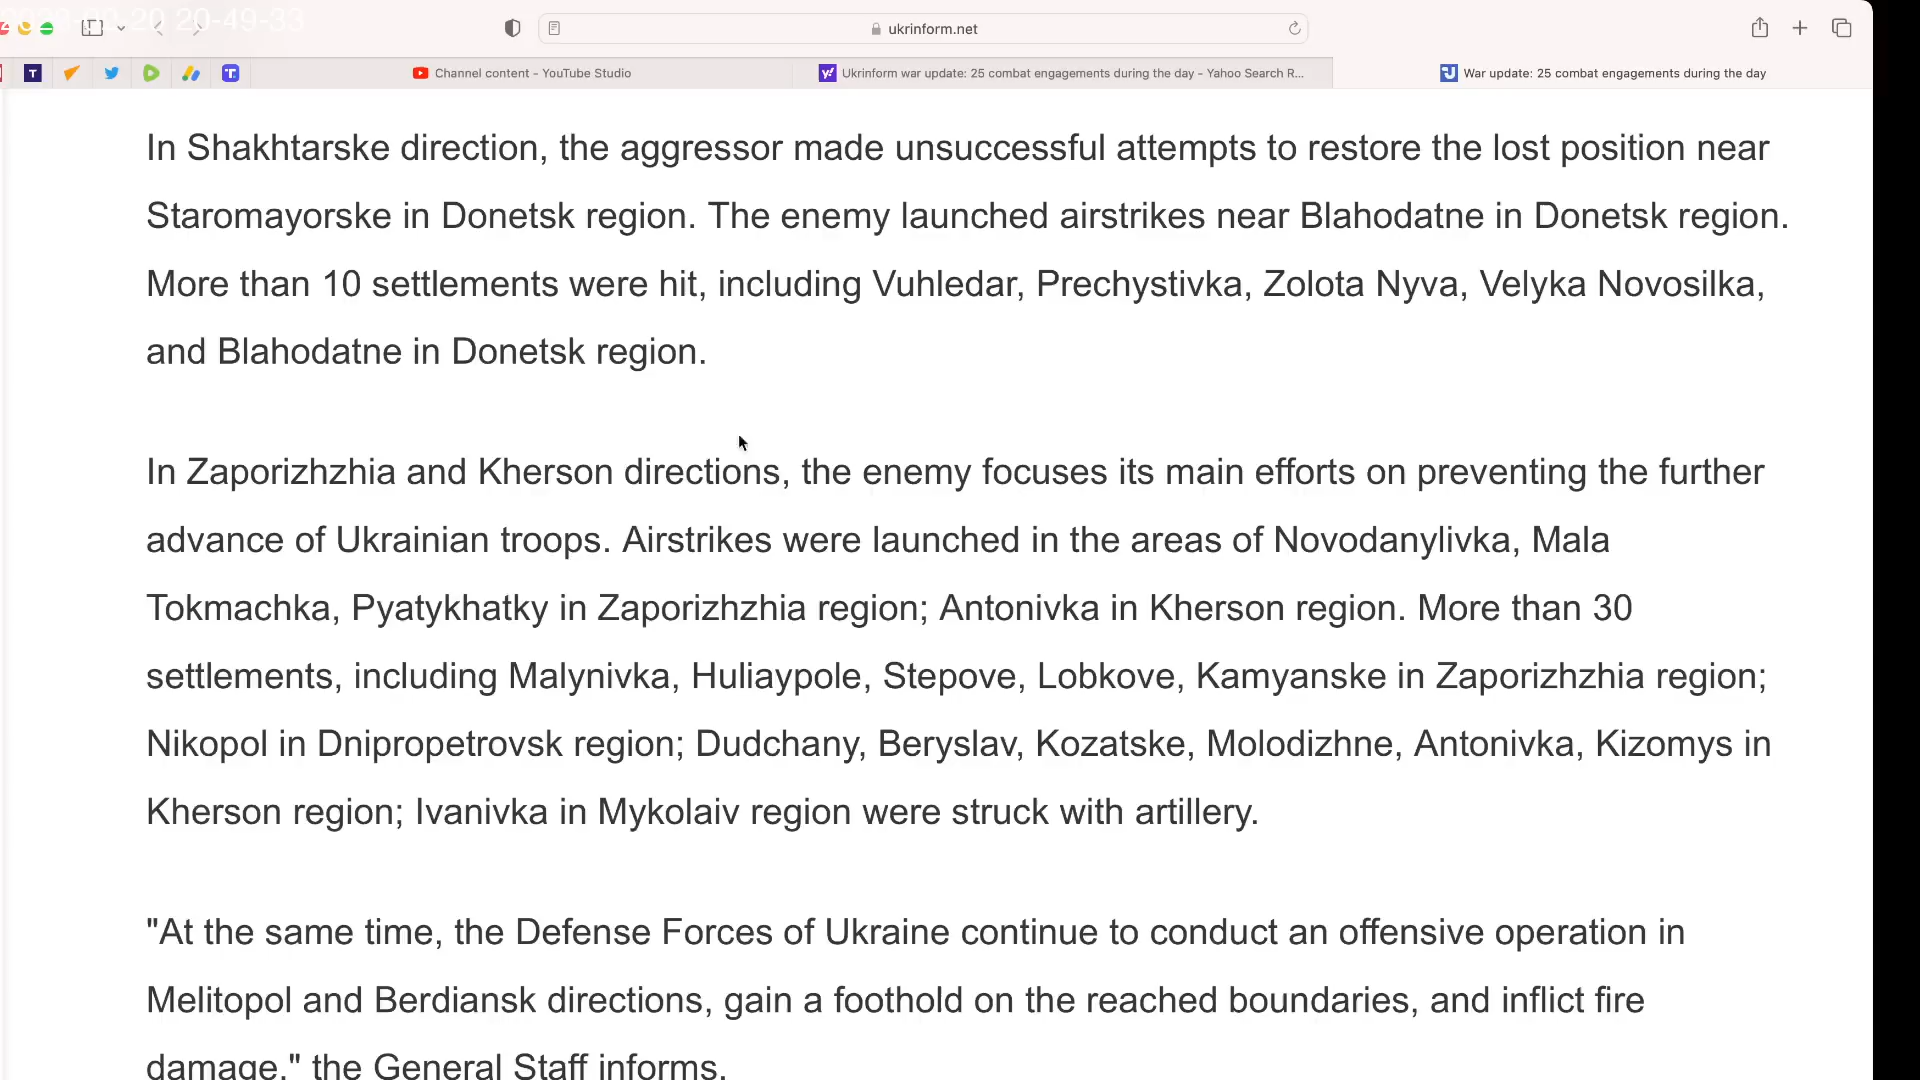 20 20-49-33
ukrinform.net
Channel content - YouTube Studio
Ukrinform war update: 25 combat engagements during the day - Yahoo Search R...
War update: 25 combat engagements during the day
In Shakhtarske direction, the aggressor made unsuccessful attempts to restore the lost position near
Staromayorske in Donetsk region. The enemy launched airstrikes near Blahodatne in Donetsk region.
More than 10 settlements were hit, including Vuhledar, Prechystivka, Zolota Nyva, Velyka Novosilka,
and Blahodatne in Donetsk region.
In Zaporizhzhia and Kherson directions, the enemy focuses its main efforts on preventing the further
advance of Ukrainian troops. Airstrikes were launched in the areas of Novodanylivka, Mala
Tokmachka, Pyatykhatky in Zaporizhzhia region; Antonivka in Kherson region. More than 30
settlements, including Malynivka, Huliaypole, Stepove, Lobkove, Kamyanske in Zaporizhzhia region;
Nikopol in Dnipropetrovsk region; Dudchany, Beryslav, Kozatske, Molodizhne, Antonivka, Kizomys in
Kherson region; Ivanivka in Mykolaiv region were struck with artillery.
"At the same time, the Defense Forces of Ukraine continue to conduct an offensive operation in
Melitopol and Berdiansk directions, gain a foothold on the reached boundaries, and inflict fire
damage," the General Staff informs.